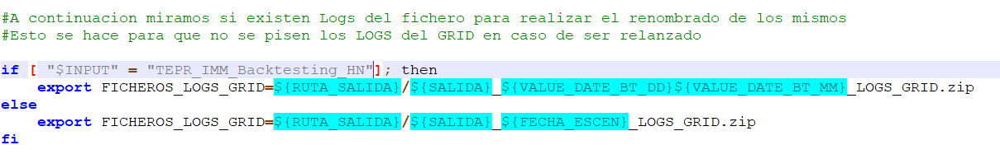 #A continuacion miramos si existen Logs del fichero para realizar el renombrado de los mismos
#Esto se hace para que no se pisen los LOGS del GRID en caso de ser relanzado
if [ "$INPUT" = "TEPR_IMM_Backtesting_HN"]; then
export FICHEROS_LOGS_GRID=${RUTA_SALIDA}/${SALIDA}_${VALUE_DATE_BT_DD}${VALUE_DATE_BT_MM}_LOGS_GRID.zip
else
export FICHEROS_LOGS_GRID=${RUTA_SALIDA}/${SALIDA}_${FECHA_ESCEN}_LOGS_GRID.zip
fi